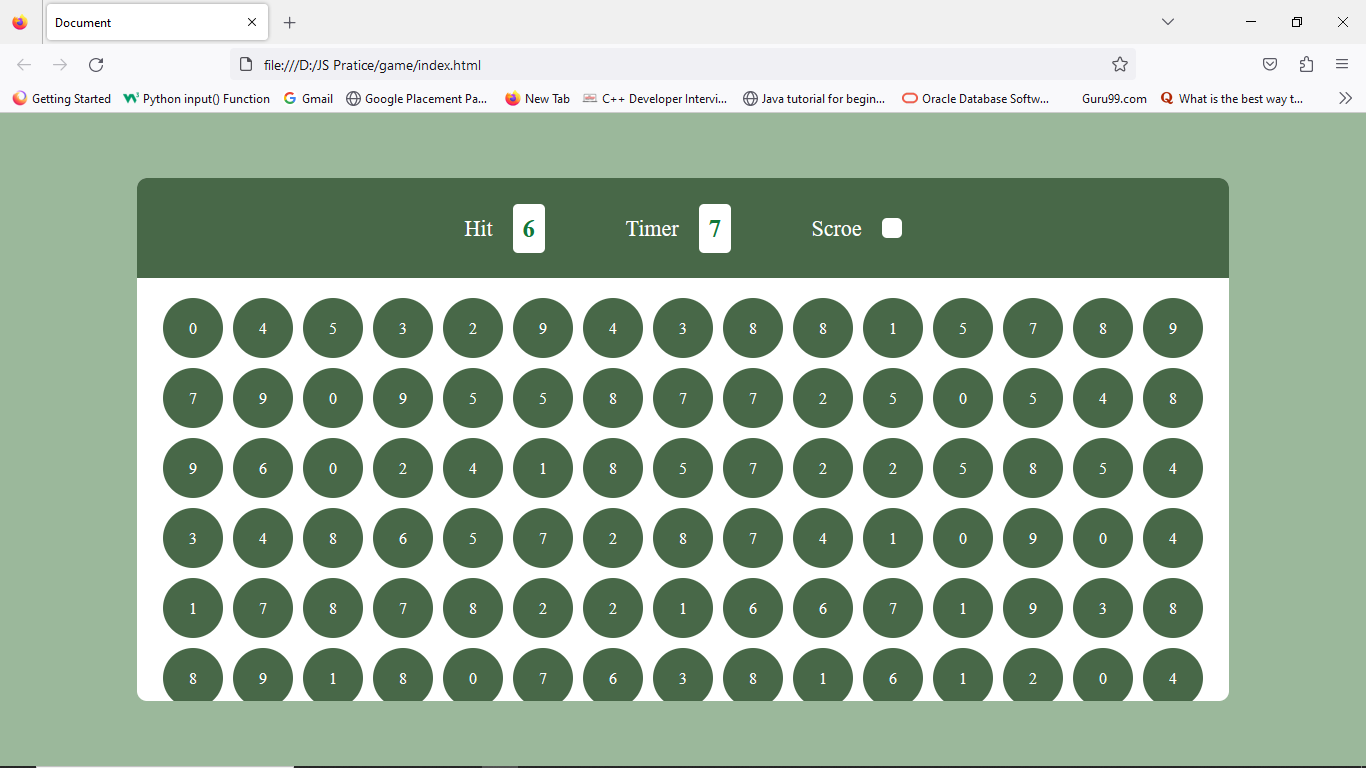 Document
file:///D:/JS Pratice/game/index.html
Getting Started Python input() Function Gmail Google Placement Pa... New Tab C++ Developer Intervi... Java tutorial for begin... Oracle Database Softw... Guru99.com What is the best way t...
Hit 6 Timer 7 Scroe
0 4 5 3 2 9 4 3 8 8 1 5 7 8 9
7 9 0 9 5 5 8 7 7 2 5 0 5 4 8
9 6 0 2 4 1 8 5 7 2 2 5 8 5 4
3 4 8 6 5 7 2 8 7 4 1 0 9 0 4
1 7 8 7 8 2 2 1 6 6 7 1 9 3 8
8 9 1 8 0 7 6 3 8 1 6 1 2 0 4